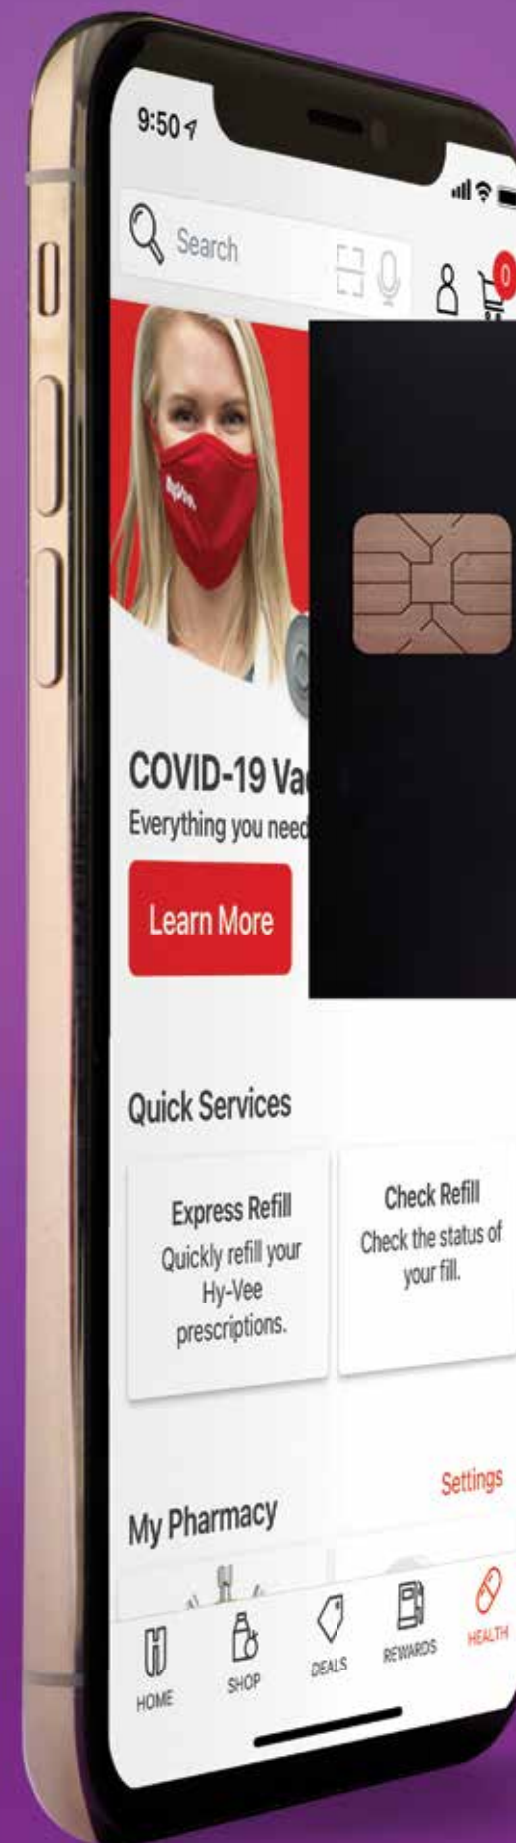 9:50
Search
0
HyVee
COVID-19 Va
Everything you need
Learn More
Quick Services
Express Refill
Quickly refill your
Hy-Vee
prescriptions.
Check Refill
Check the status of
your fill.
My Pharmacy
Settings
HOME
SHOP
DEALS
REWARDS
HEALTH